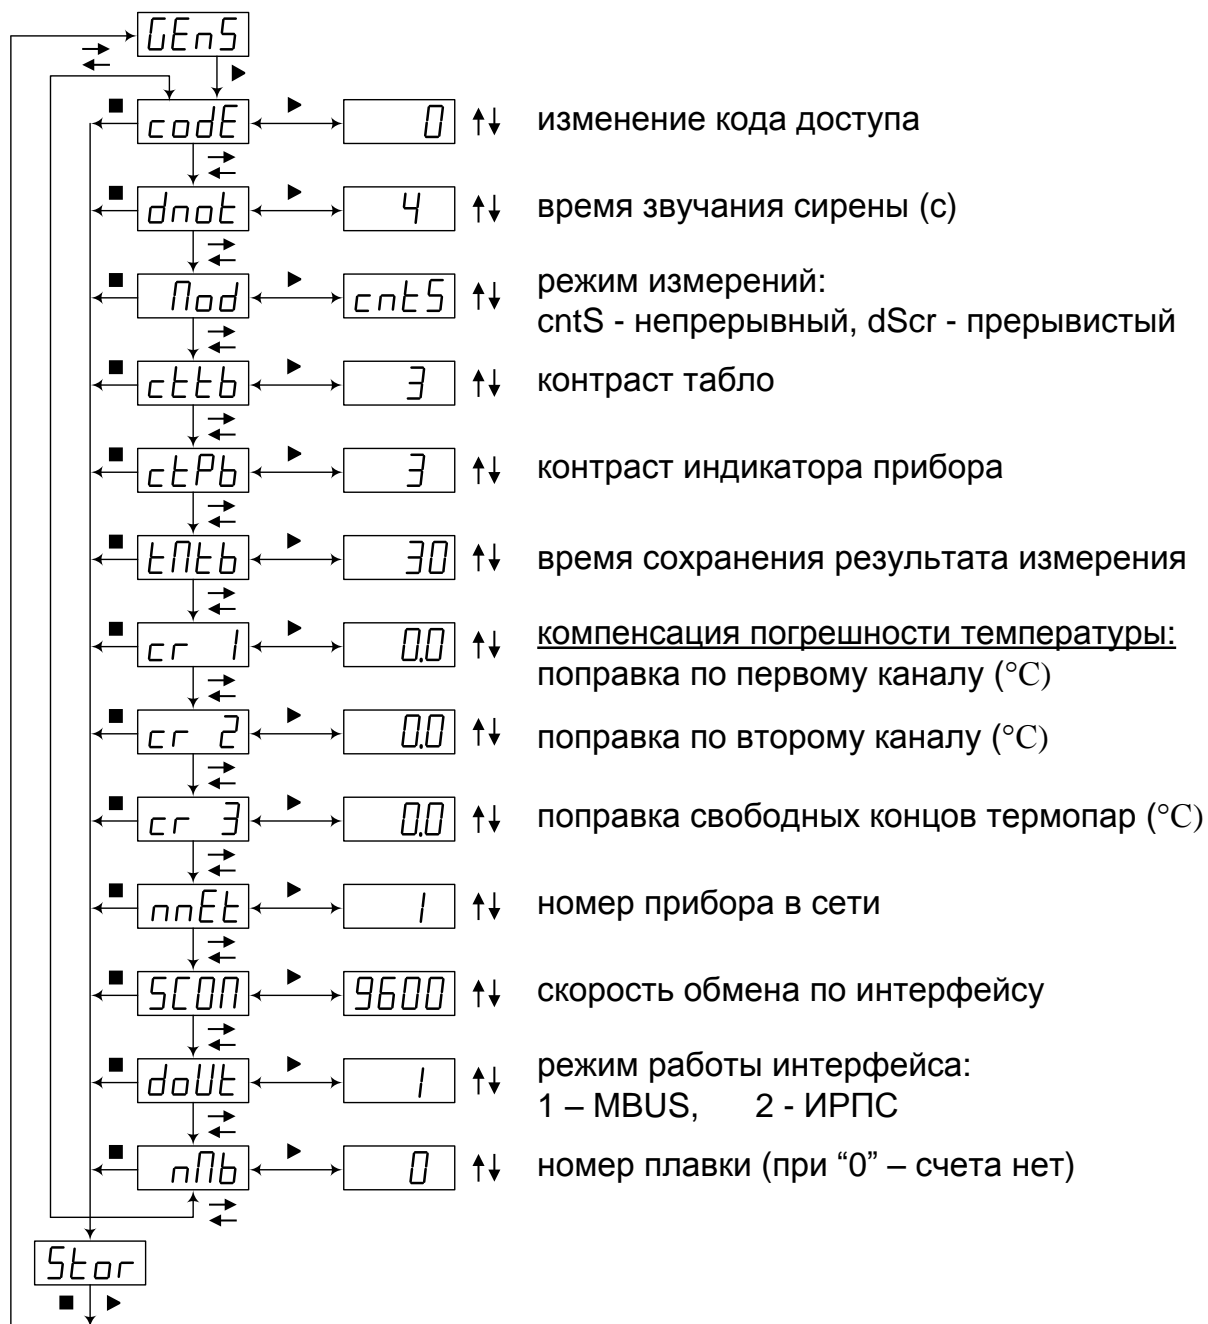 GEnS
codE 0 изменение кода доступа
dnot 4 время звучания сирены (с)
режим измерений:
Mod cntS
cntS - непрерывный, dScr - прерывистый
cttb 3 контраст табло
ctPb 3 контраст индикатора прибора
tMtb 30 время сохранения результата измерения
компенсация погрешности температуры:
cr 1 0.0
поправка по первому каналу (°C)
cr 2 0.0 поправка по второму каналу (°C)
cr 3 0.0 поправка свободных концов термопар (°C)
nnEt 1 номер прибора в сети
SCOM 9600 скорость обмена по интерфейсу
режим работы интерфейса:
doUt 1
1 – MBUS, 2 - ИРПС
nMb 0 номер плавки (при “0” – счета нет)
Stor